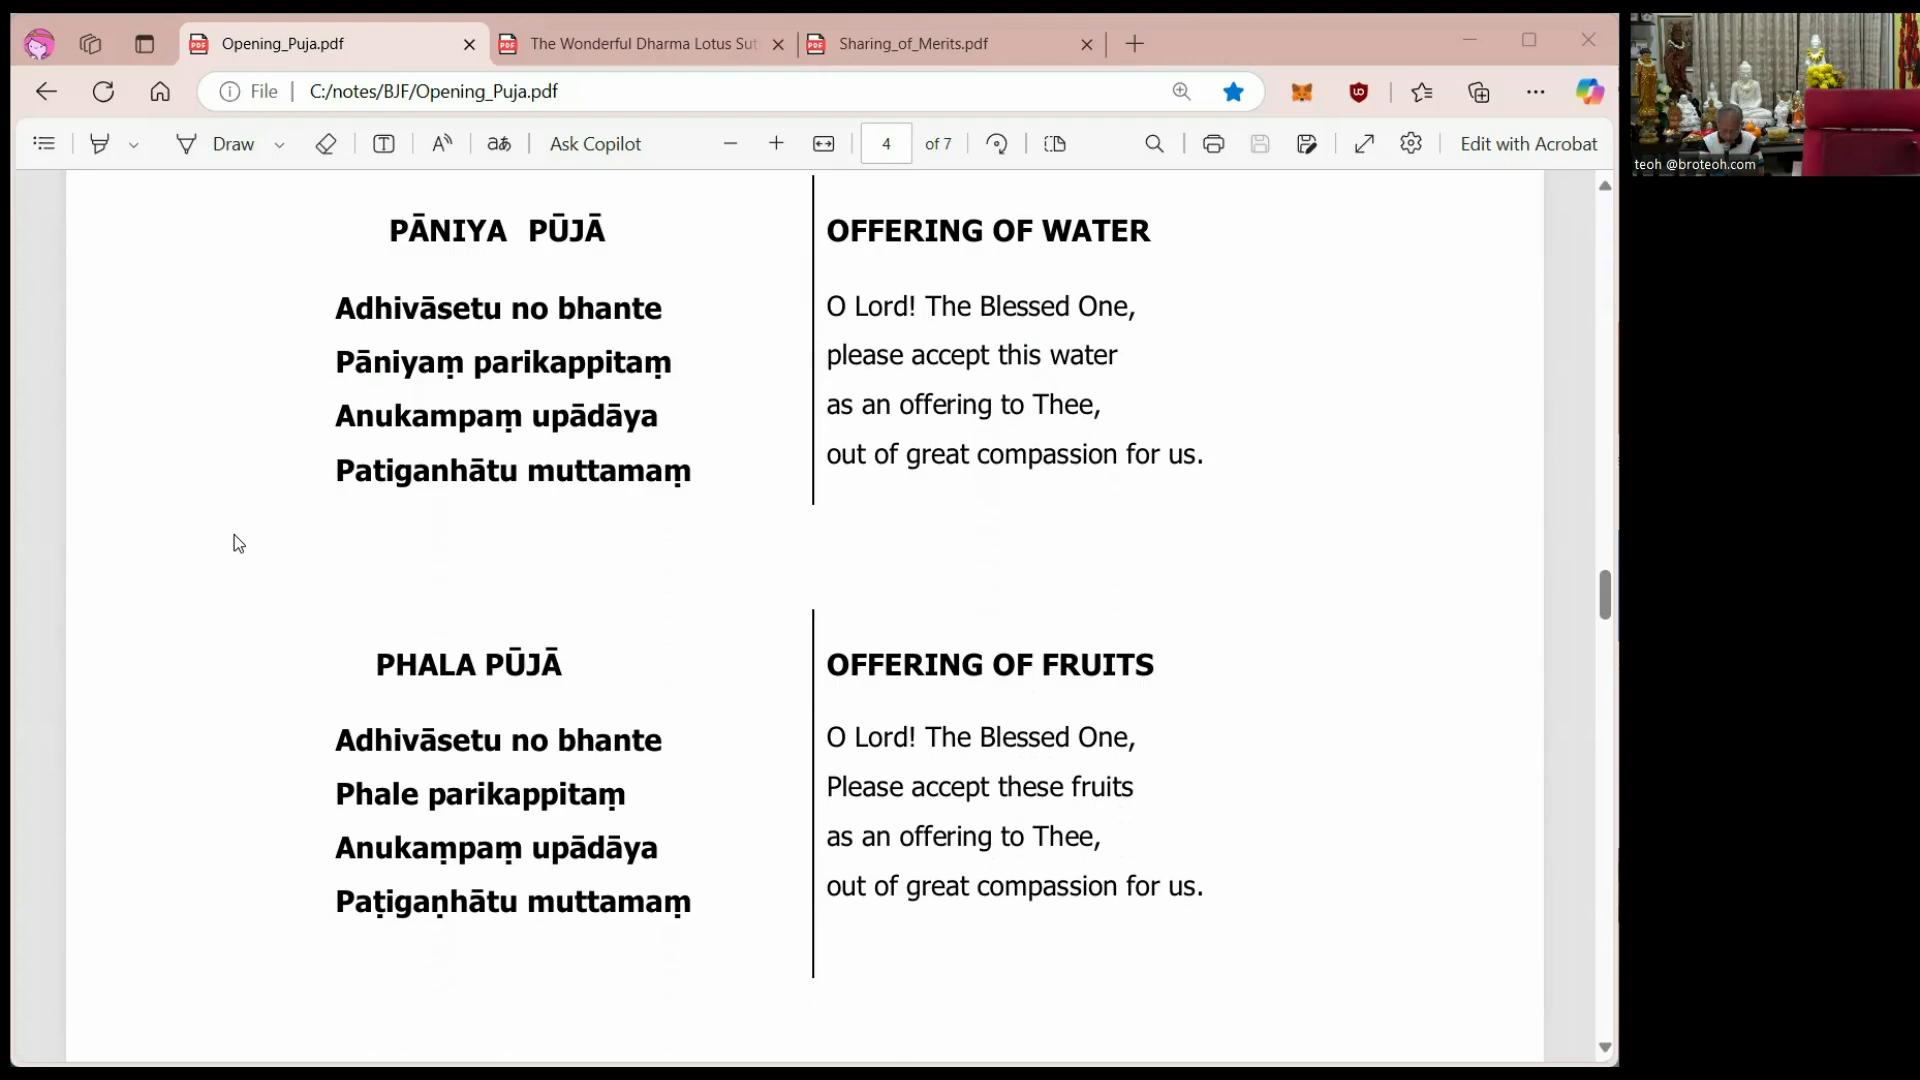 Opening_Puja.pdf
The Wonderful Dharma Lotus Sut
Sharing_of_Merits.pdf
File
C:/notes/BJF/Opening_Puja.pdf
Draw
Ask Copilot
4 of 7
Edit with Acrobat
teoh @broteoh.com
PĀNIYA PŪJĀ
Adhivāsetu no bhante
Pāniyaṃ parikappitaṃ
Anukampaṃ upādāya
Patiganhātu muttamaṃ
OFFERING OF WATER
O Lord! The Blessed One,
please accept this water
as an offering to Thee,
out of great compassion for us.
PHALA PŪJĀ
Adhivāsetu no bhante
Phale parikappitaṃ
Anukaṃpaṃ upādāya
Paṭigaṇhātu muttamaṃ
OFFERING OF FRUITS
O Lord! The Blessed One,
Please accept these fruits
as an offering to Thee,
out of great compassion for us.